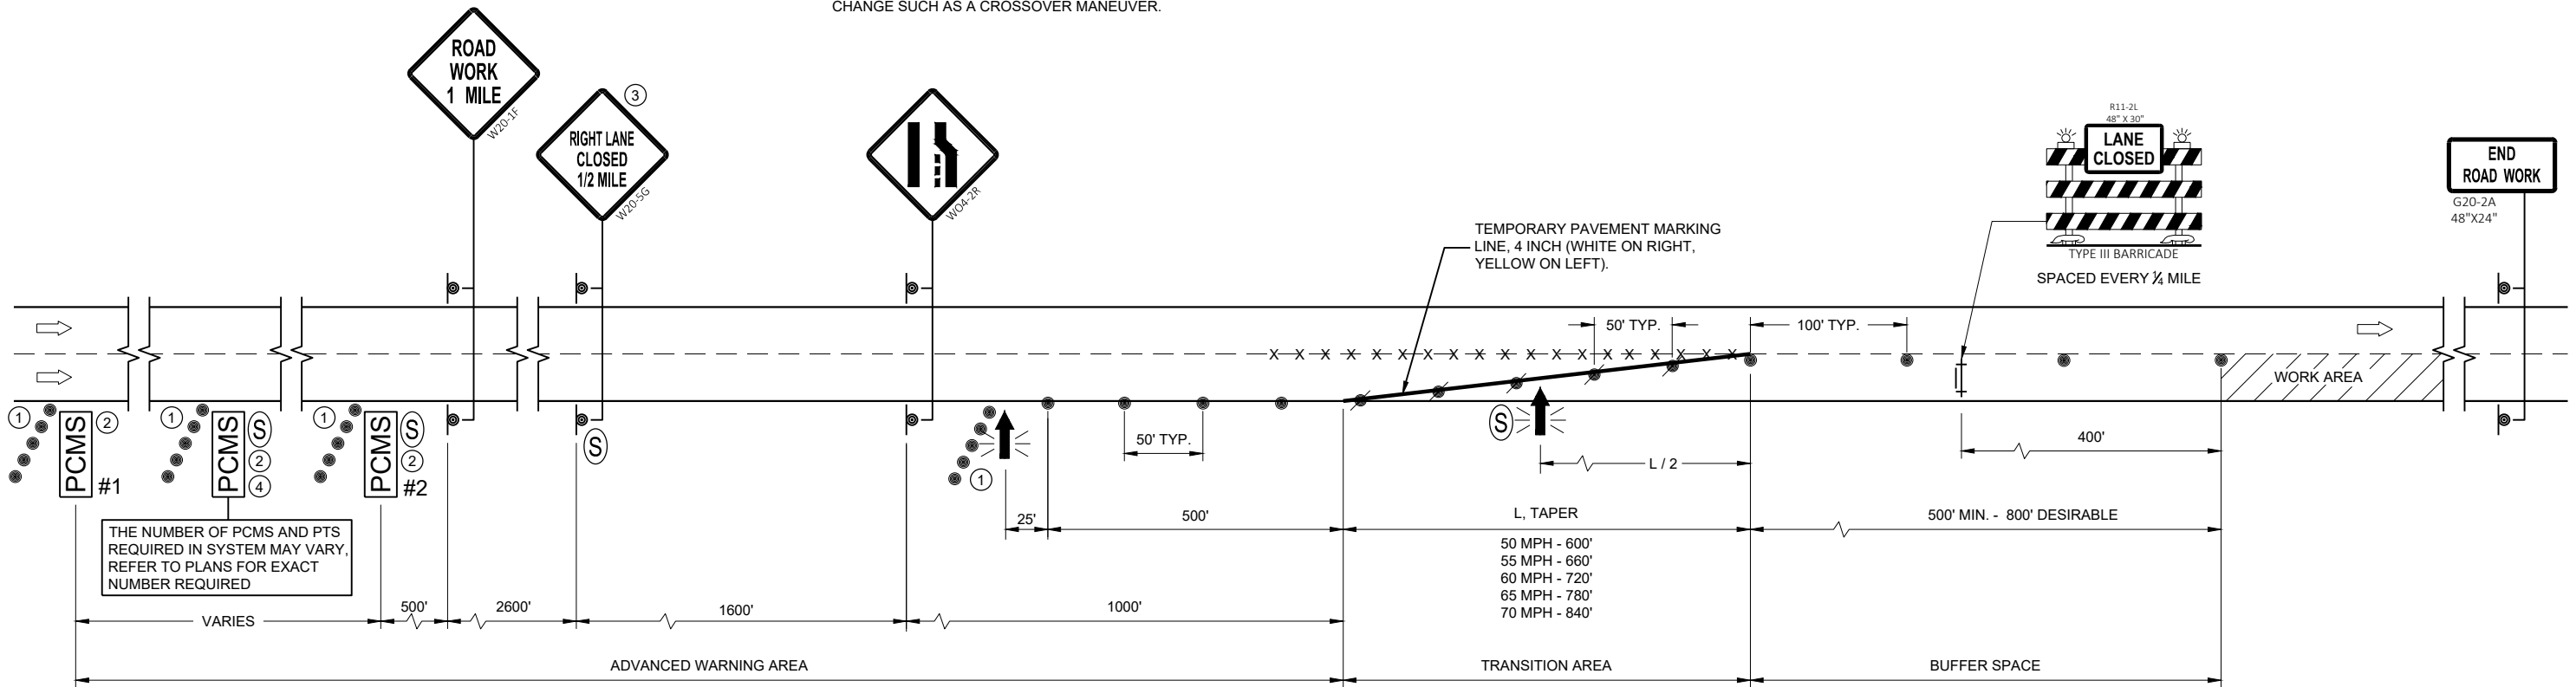 CHANGE SUCH AS A CROSSOVER MANEUVER.
ROAD
WORK
1 MILE
W20-1F
3
RIGHT LANE
CLOSED
1/2 MILE
W20-5G
W04-2R
R11-2L
48" X 30"
LANE
CLOSED
TYPE III BARRICADE
SPACED EVERY ¼ MILE
END
ROAD WORK
G20-2A
48"X24"
TEMPORARY PAVEMENT MARKING
LINE, 4 INCH (WHITE ON RIGHT,
YELLOW ON LEFT).
50' TYP.
100' TYP.
X X X X X X X X X X X X X X X X X X X
WORK AREA
1
PCMS
2
#1
1
PCMS
S
2
4
1
PCMS
S
2
#2
S
50' TYP.
1
S
L / 2
400'
THE NUMBER OF PCMS AND PTS
REQUIRED IN SYSTEM MAY VARY,
REFER TO PLANS FOR EXACT
NUMBER REQUIRED
25'
500'
L, TAPER
500' MIN. - 800' DESIRABLE
50 MPH - 600'
55 MPH - 660'
60 MPH - 720'
65 MPH - 780'
70 MPH - 840'
VARIES
500'
2600'
1600'
1000'
ADVANCED WARNING AREA
TRANSITION AREA
BUFFER SPACE